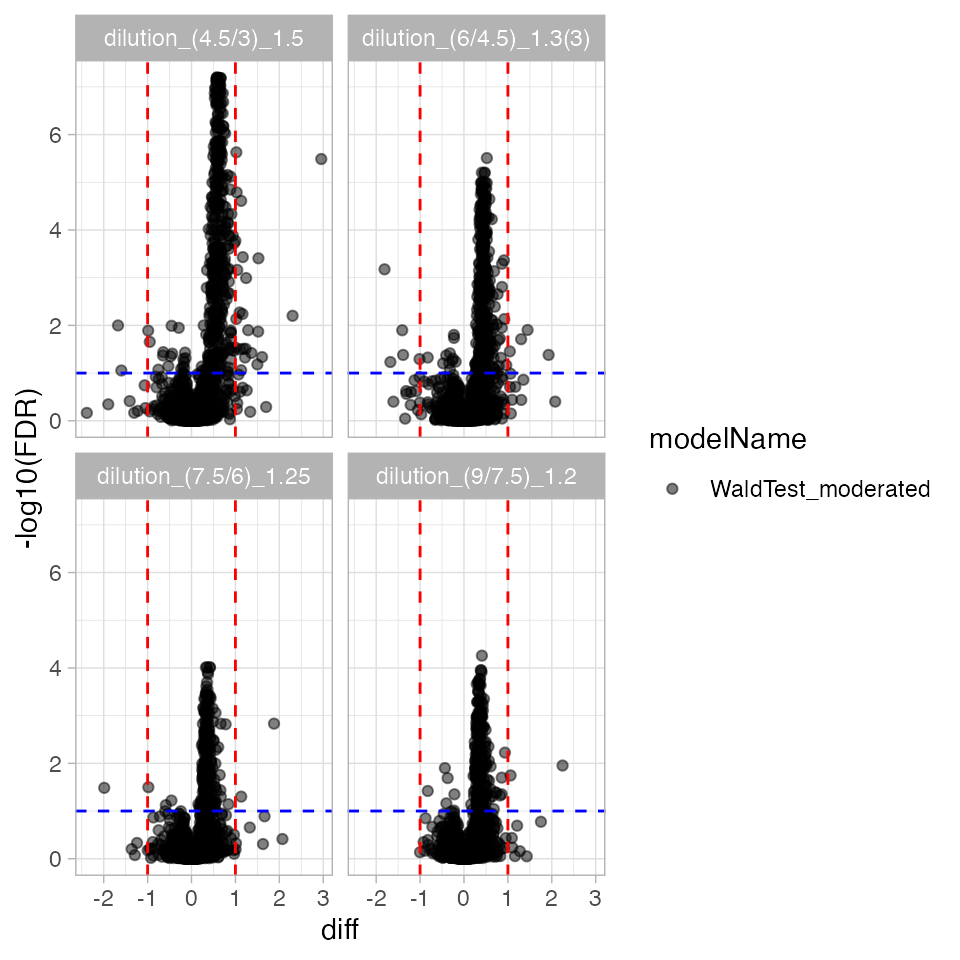 dilution_(4.5/3)_1.5
dilution_(6/4.5)_1.3(3)
6
4
2
0
dilution_(7.5/6)_1.25
dilution_(9/7.5)_1.2
6
4
2
0
-2 -1 0 1 2 3
-2 -1 0 1 2 3
diff
-log10(FDR)
modelName
WaldTest_moderated